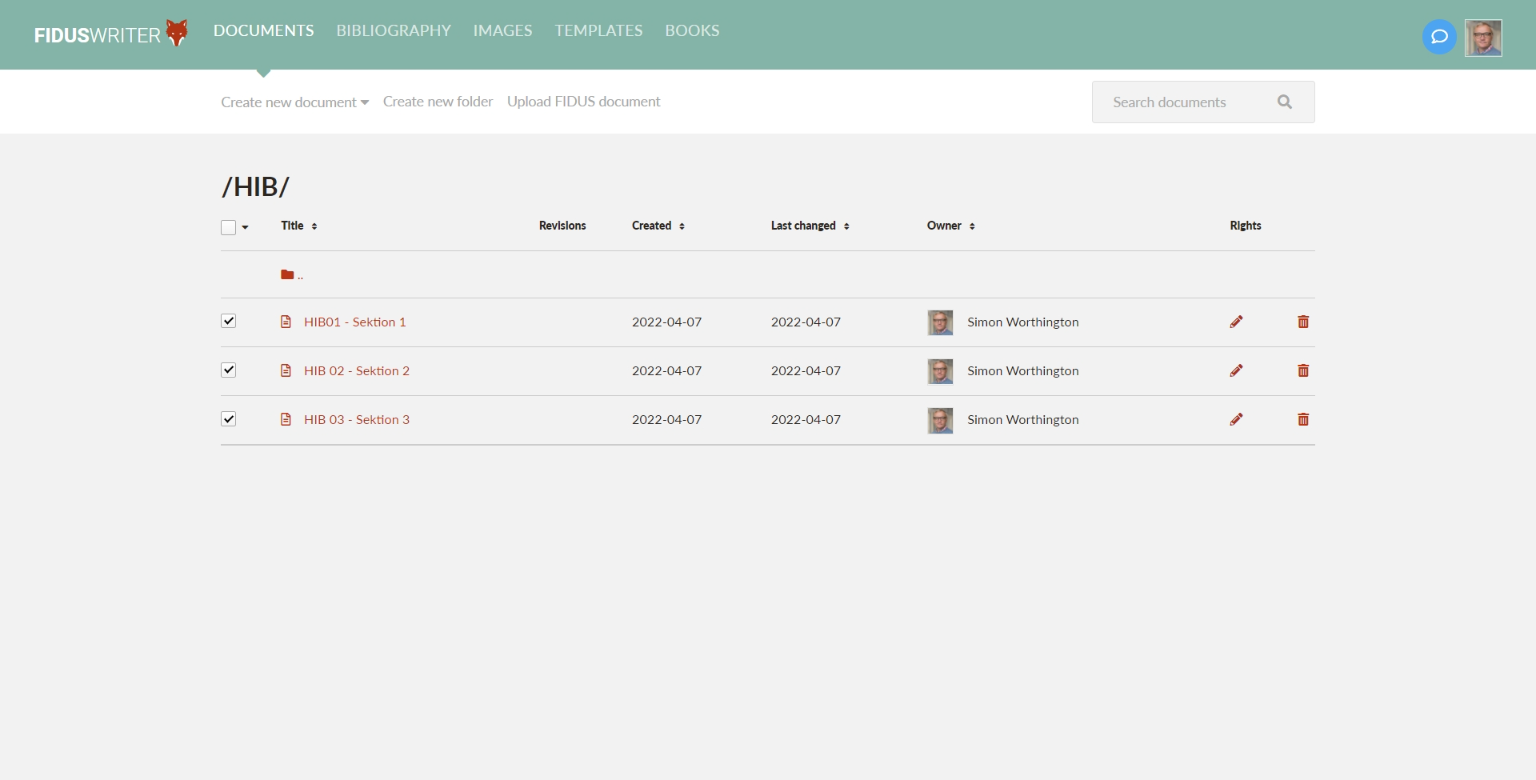 FIDUSWRITER DOCUMENTS BIBLIOGRAPHY IMAGES TEMPLATES BOOKS
Create new document Create new folder Upload FIDUS document Search documents
/HIB/
Title Revisions Created Last changed Owner Rights
..
HIB01 - Sektion 1 2022-04-07 2022-04-07 Simon Worthington
HIB 02 - Sektion 2 2022-04-07 2022-04-07 Simon Worthington
HIB 03 - Sektion 3 2022-04-07 2022-04-07 Simon Worthington